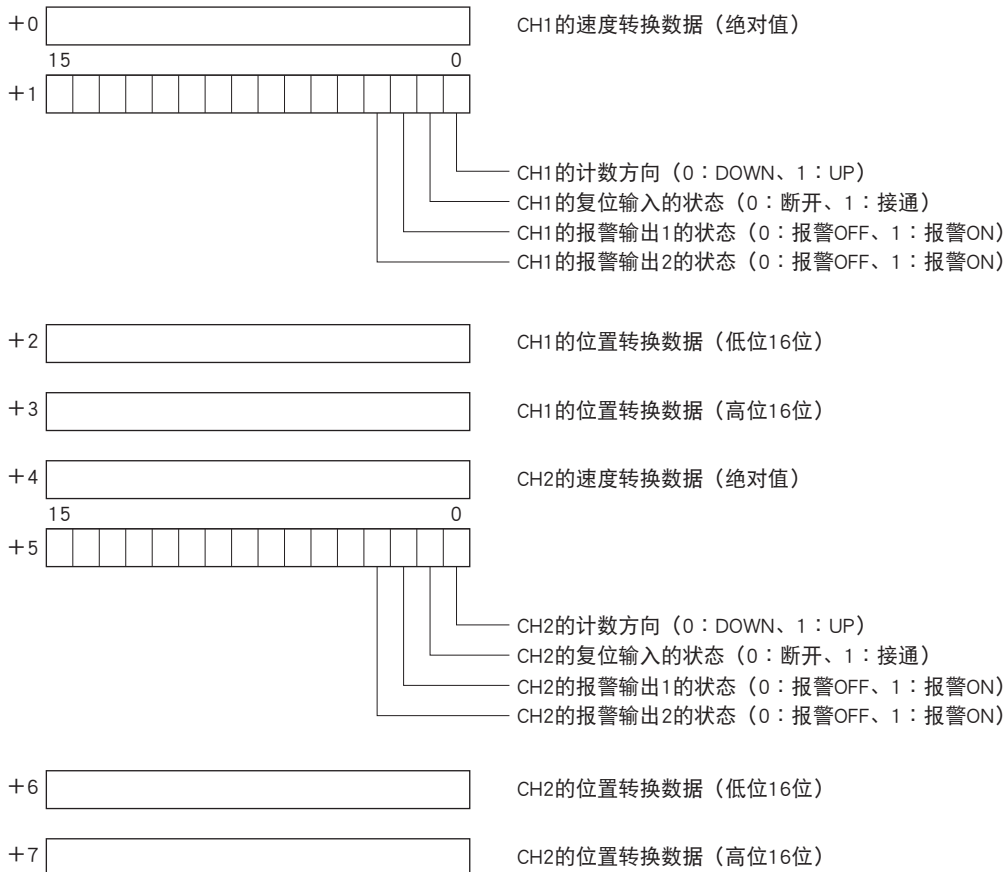 +0 CH1的速度转换数据（绝对值）
15 0
+1
CH1的计数方向（0：DOWN、1：UP）
CH1的复位输入的状态（0：断开、1：接通）
CH1的报警输出1的状态（0：报警OFF、1：报警ON）
CH1的报警输出2的状态（0：报警OFF、1：报警ON）
+2 CH1的位置转换数据（低位16位）
+3 CH1的位置转换数据（高位16位）
+4 CH2的速度转换数据（绝对值）
15 0
+5
CH2的计数方向（0：DOWN、1：UP）
CH2的复位输入的状态（0：断开、1：接通）
CH2的报警输出1的状态（0：报警OFF、1：报警ON）
CH2的报警输出2的状态（0：报警OFF、1：报警ON）
+6 CH2的位置转换数据（低位16位）
+7 CH2的位置转换数据（高位16位）